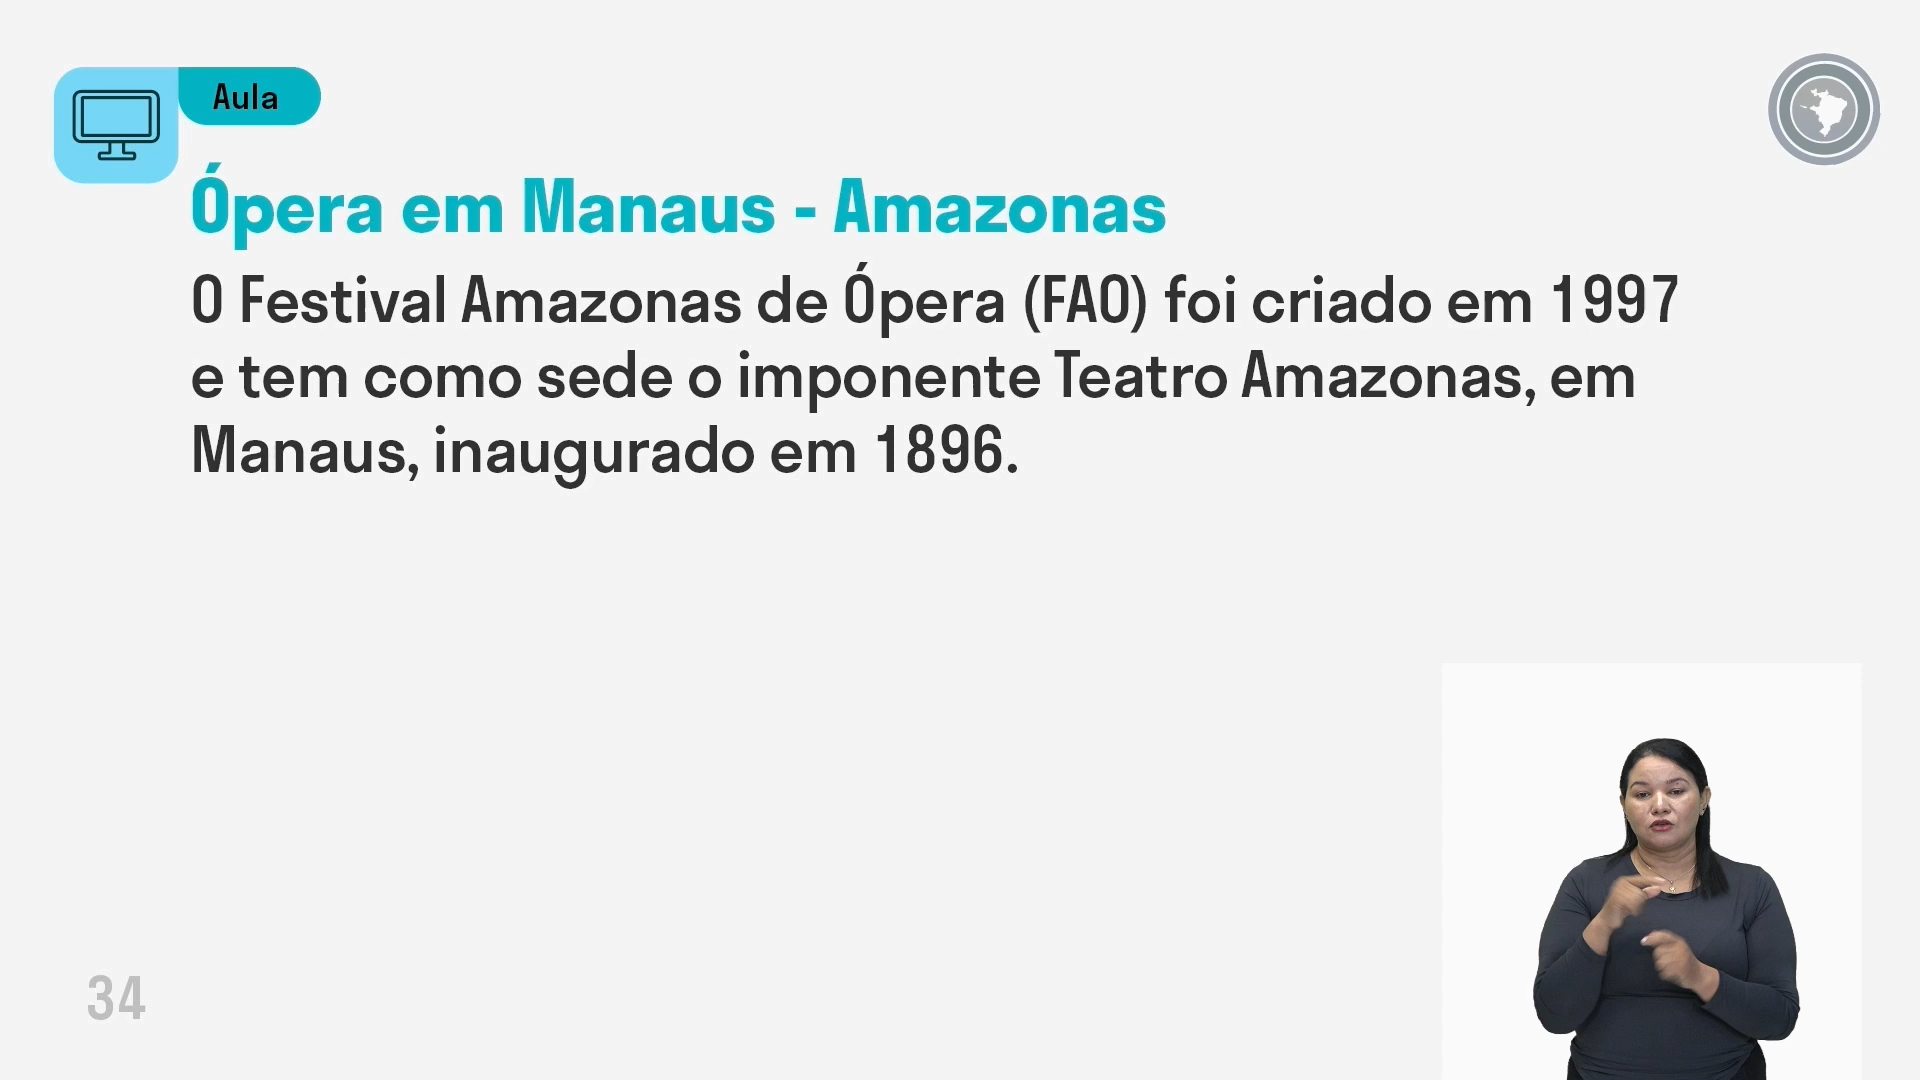 Aula
Ópera em Manaus - Amazonas
O Festival Amazonas de Ópera (FAO) foi criado em 1997
e tem como sede o imponente Teatro Amazonas, em
Manaus, inaugurado em 1896.
34